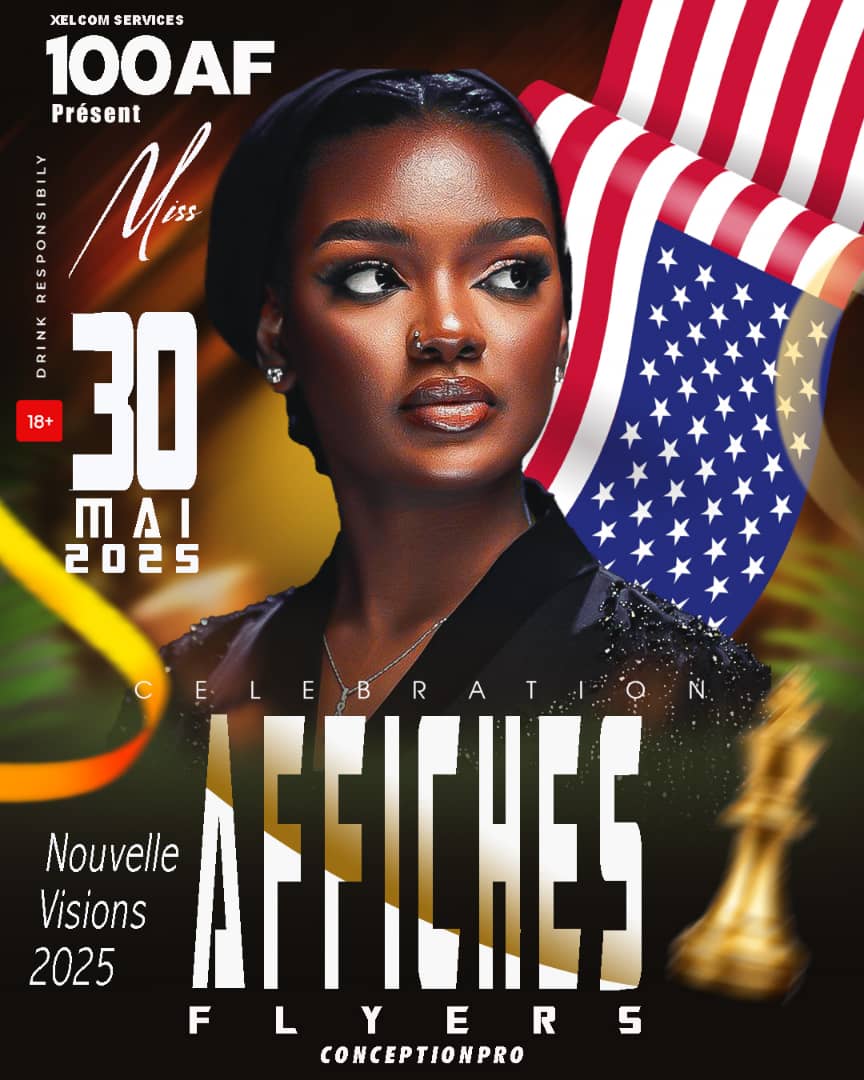 XELCOM SERVICES
100AF
Présent
Miss
DRINK RESPONSIBILY
18+
30
MAI
2025
CELEBRATION
AFFICHES
Nouvelle
Visions
2025
FLYERS
CONCEPTIONPRO